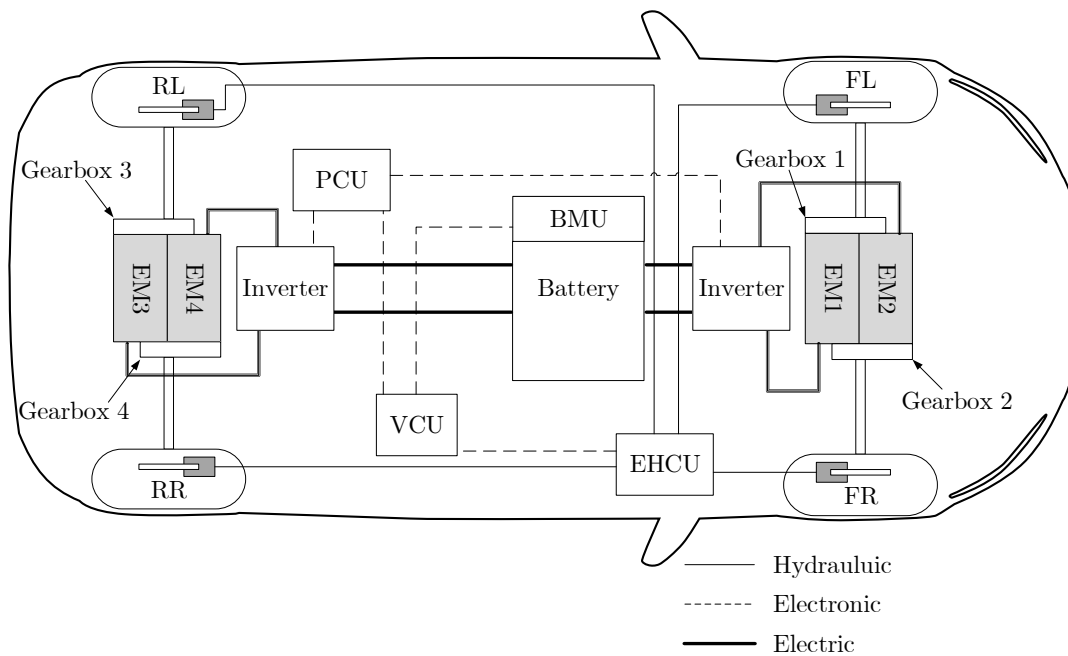 RL
FL
Gearbox 3
Gearbox 1
PCU
BMU
EM3
EM4
Inverter
Battery
Inverter
EM1
EM2
Gearbox 4
VCU
Gearbox 2
EHCU
RR
FR
Hydrauluic
Electronic
Electric